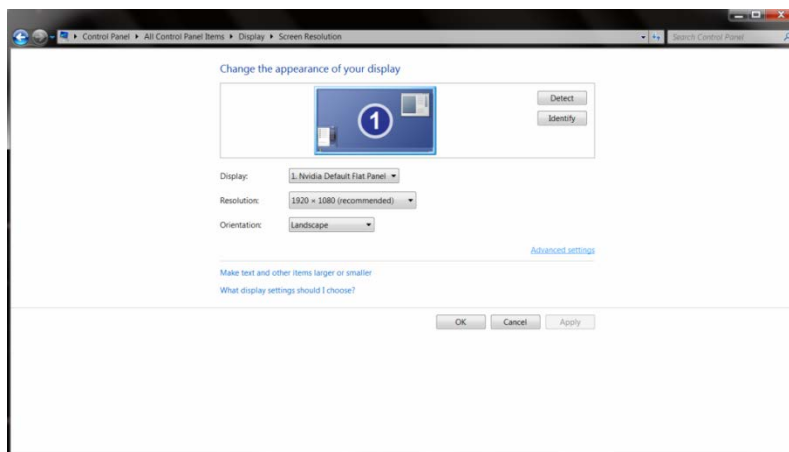 Control Panel ▸ All Control Panel Items ▸ Display ▸ Screen Resolution
Search Control Panel
Change the appearance of your display
1
Detect
Identify
Display: 1. Nvidia Default Flat Panel
Resolution: 1920 × 1080 (recommended)
Orientation: Landscape
Advanced settings
Make text and other items larger or smaller
What display settings should I choose?
OK Cancel Apply